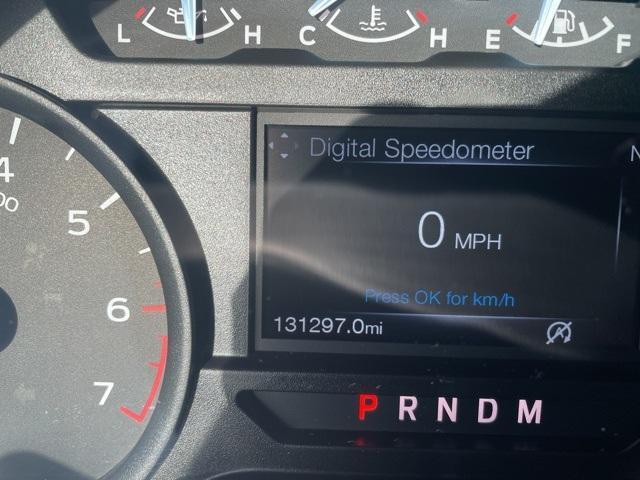 L H C H E F
Digital Speedometer N
4
5
0 MPH
Press OK for km/h
6
131297.0mi
7
P R N D M